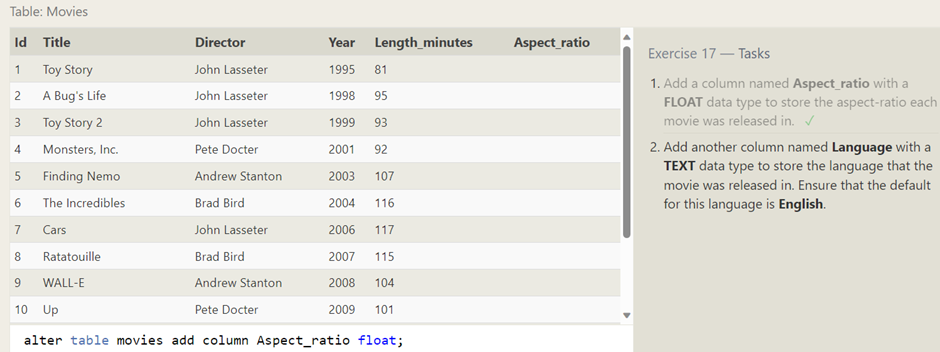 Table: Movies
Id Title Director Year Length_minutes Aspect_ratio
1 Toy Story John Lasseter 1995 81
2 A Bug's Life John Lasseter 1998 95
3 Toy Story 2 John Lasseter 1999 93
4 Monsters, Inc. Pete Docter 2001 92
5 Finding Nemo Andrew Stanton 2003 107
6 The Incredibles Brad Bird 2004 116
7 Cars John Lasseter 2006 117
8 Ratatouille Brad Bird 2007 115
9 WALL-E Andrew Stanton 2008 104
10 Up Pete Docter 2009 101
alter table movies add column Aspect_ratio float;
Exercise 17 — Tasks
1. Add a column named Aspect_ratio with a
FLOAT data type to store the aspect-ratio each
movie was released in. ✓
2. Add another column named Language with a
TEXT data type to store the language that the
movie was released in. Ensure that the default
for this language is English.